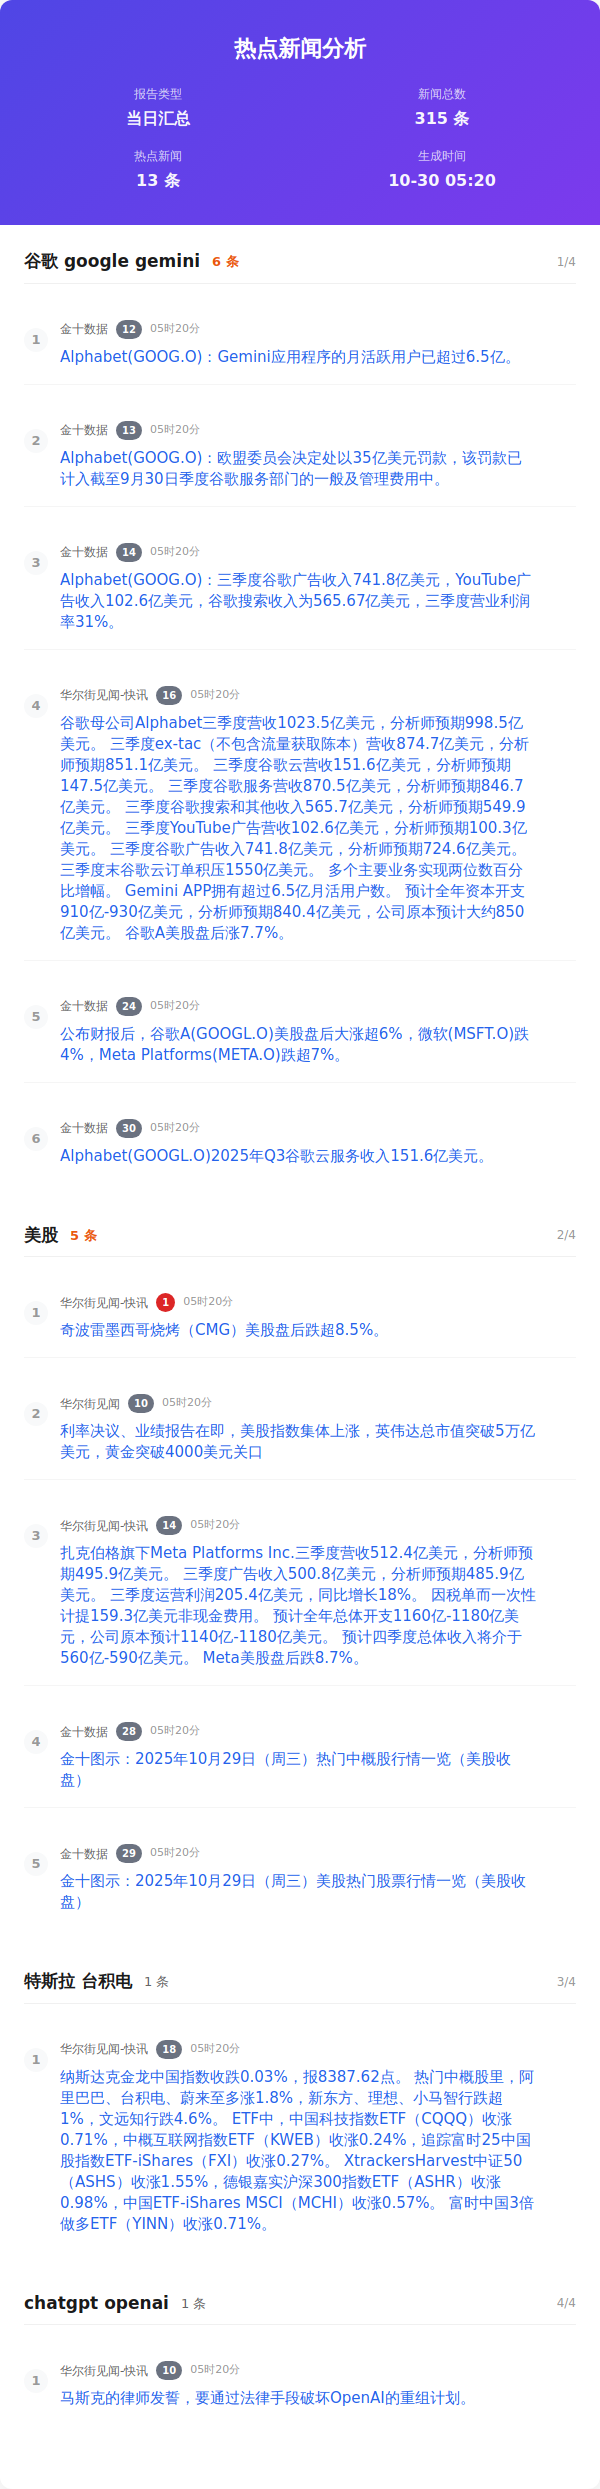 热点新闻分析
报告类型
当日汇总
新闻总数
315 条
热点新闻
13 条
生成时间
10-30 05:20
谷歌 google gemini 6 条 1/4
1 金十数据 12 05时20分
Alphabet(GOOG.O)：Gemini应用程序的月活跃用户已超过6.5亿。
2 金十数据 13 05时20分
Alphabet(GOOG.O)：欧盟委员会决定处以35亿美元罚款，该罚款已
计入截至9月30日季度谷歌服务部门的一般及管理费用中。
3 金十数据 14 05时20分
Alphabet(GOOG.O)：三季度谷歌广告收入741.8亿美元，YouTube广
告收入102.6亿美元，谷歌搜索收入为565.67亿美元，三季度营业利润
率31%。
4 华尔街见闻-快讯 16 05时20分
谷歌母公司Alphabet三季度营收1023.5亿美元，分析师预期998.5亿
美元。 三季度ex-tac（不包含流量获取陈本）营收874.7亿美元，分析
师预期851.1亿美元。 三季度谷歌云营收151.6亿美元，分析师预期
147.5亿美元。 三季度谷歌服务营收870.5亿美元，分析师预期846.7
亿美元。 三季度谷歌搜索和其他收入565.7亿美元，分析师预期549.9
亿美元。 三季度YouTube广告营收102.6亿美元，分析师预期100.3亿
美元。 三季度谷歌广告收入741.8亿美元，分析师预期724.6亿美元。
三季度末谷歌云订单积压1550亿美元。 多个主要业务实现两位数百分
比增幅。 Gemini APP拥有超过6.5亿月活用户数。 预计全年资本开支
910亿-930亿美元，分析师预期840.4亿美元，公司原本预计大约850
亿美元。 谷歌A美股盘后涨7.7%。
5 金十数据 24 05时20分
公布财报后，谷歌A(GOOGL.O)美股盘后大涨超6%，微软(MSFT.O)跌
4%，Meta Platforms(META.O)跌超7%。
6 金十数据 30 05时20分
Alphabet(GOOGL.O)2025年Q3谷歌云服务收入151.6亿美元。
美股 5 条 2/4
1 华尔街见闻-快讯 1 05时20分
奇波雷墨西哥烧烤（CMG）美股盘后跌超8.5%。
2 华尔街见闻 10 05时20分
利率决议、业绩报告在即，美股指数集体上涨，英伟达总市值突破5万亿
美元，黄金突破4000美元关口
3 华尔街见闻-快讯 14 05时20分
扎克伯格旗下Meta Platforms Inc.三季度营收512.4亿美元，分析师预
期495.9亿美元。 三季度广告收入500.8亿美元，分析师预期485.9亿
美元。 三季度运营利润205.4亿美元，同比增长18%。 因税单而一次性
计提159.3亿美元非现金费用。 预计全年总体开支1160亿-1180亿美
元，公司原本预计1140亿-1180亿美元。 预计四季度总体收入将介于
560亿-590亿美元。 Meta美股盘后跌8.7%。
4 金十数据 28 05时20分
金十图示：2025年10月29日（周三）热门中概股行情一览（美股收
盘）
5 金十数据 29 05时20分
金十图示：2025年10月29日（周三）美股热门股票行情一览（美股收
盘）
特斯拉 台积电 1 条 3/4
1 华尔街见闻-快讯 18 05时20分
纳斯达克金龙中国指数收跌0.03%，报8387.62点。 热门中概股里，阿
里巴巴、台积电、蔚来至多涨1.8%，新东方、理想、小马智行跌超
1%，文远知行跌4.6%。 ETF中，中国科技指数ETF（CQQQ）收涨
0.71%，中概互联网指数ETF（KWEB）收涨0.24%，追踪富时25中国
股指数ETF-iShares（FXI）收涨0.27%。 XtrackersHarvest中证50
（ASHS）收涨1.55%，德银嘉实沪深300指数ETF（ASHR）收涨
0.98%，中国ETF-iShares MSCI（MCHI）收涨0.57%。 富时中国3倍
做多ETF（YINN）收涨0.71%。
chatgpt openai 1 条 4/4
1 华尔街见闻-快讯 10 05时20分
马斯克的律师发誓，要通过法律手段破坏OpenAI的重组计划。